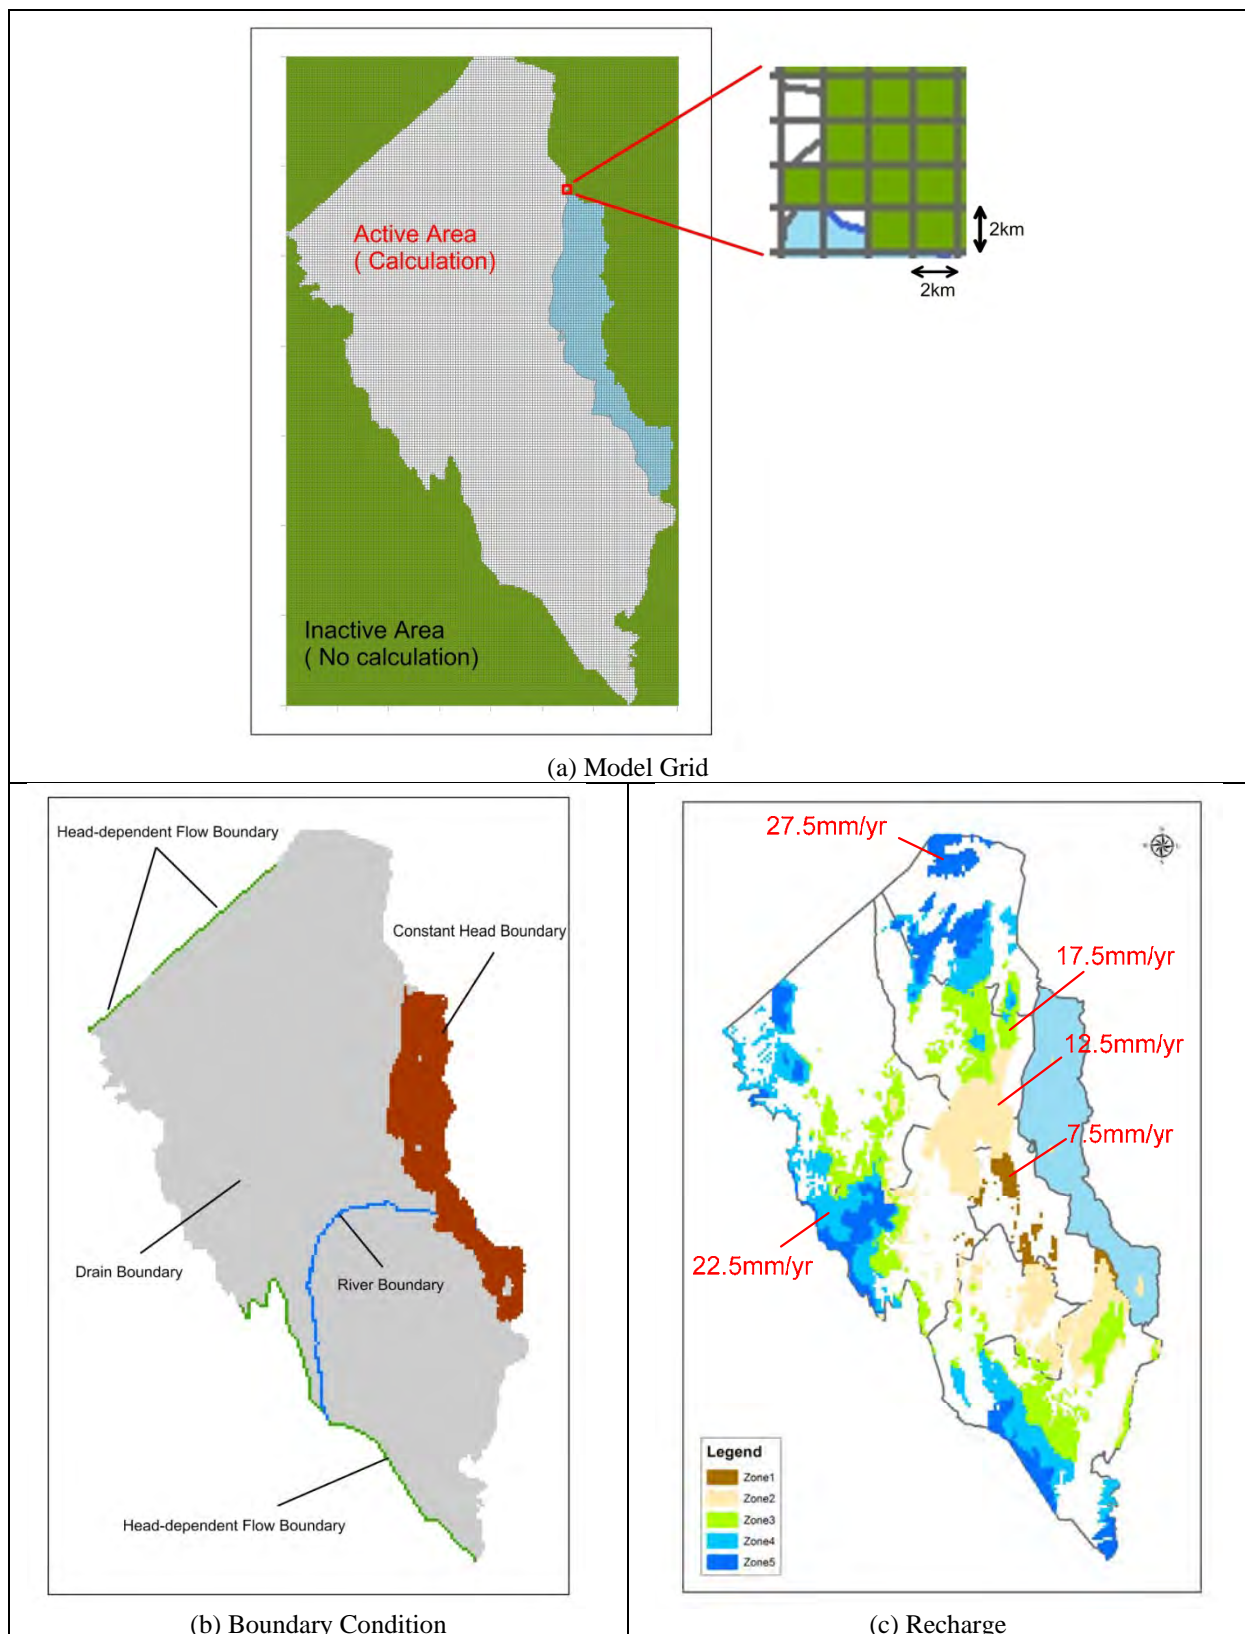 Active Area
( Calculation)
2km
2km
Inactive Area
( No calculation)
(a) Model Grid
Head-dependent Flow Boundary
Constant Head Boundary
Drain Boundary
River Boundary
Head-dependent Flow Boundary
(b) Boundary Condition
27.5mm/yr
17.5mm/yr
12.5mm/yr
7.5mm/yr
22.5mm/yr
Legend
Zone1
Zone2
Zone3
Zone4
Zone5
(c) Recharge